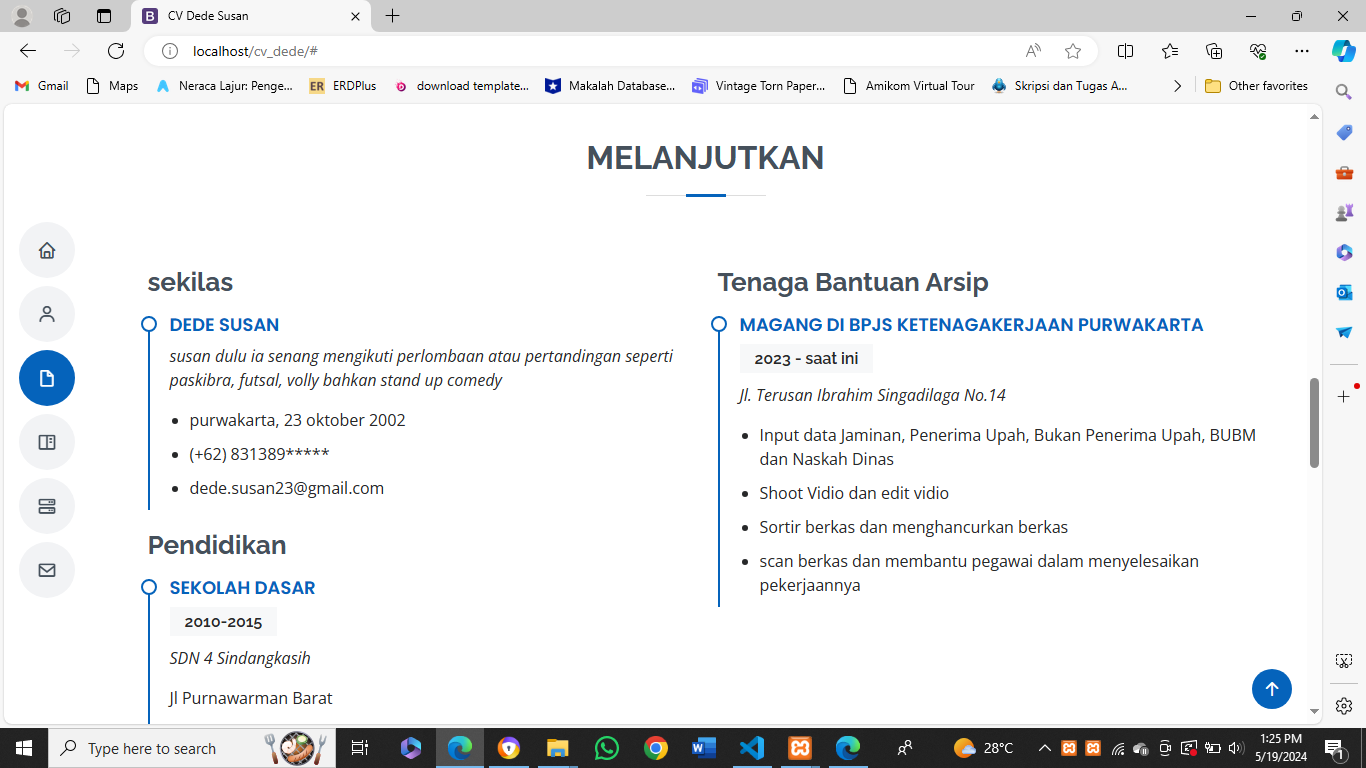 CV Dede Susan
localhost/cv_dede/#
Gmail
Maps
Neraca Lajur: Penge...
ER ERDPlus
download template...
Makalah Database...
Vintage Torn Paper...
Amikom Virtual Tour
Skripsi dan Tugas A...
Other favorites
MELANJUTKAN
sekilas
DEDE SUSAN
susan dulu ia senang mengikuti perlombaan atau pertandingan seperti
paskibra, futsal, volly bahkan stand up comedy
purwakarta, 23 oktober 2002
(+62) 831389*****
dede.susan23@gmail.com
Pendidikan
SEKOLAH DASAR
2010-2015
SDN 4 Sindangkasih
Jl Purnawarman Barat
Tenaga Bantuan Arsip
MAGANG DI BPJS KETENAGAKERJAAN PURWAKARTA
2023 - saat ini
Jl. Terusan Ibrahim Singadilaga No.14
Input data Jaminan, Penerima Upah, Bukan Penerima Upah, BUBM
dan Naskah Dinas
Shoot Vidio dan edit vidio
Sortir berkas dan menghancurkan berkas
scan berkas dan membantu pegawai dalam menyelesaikan
pekerjaannya
Type here to search
28°C
1:25 PM
5/19/2024
1